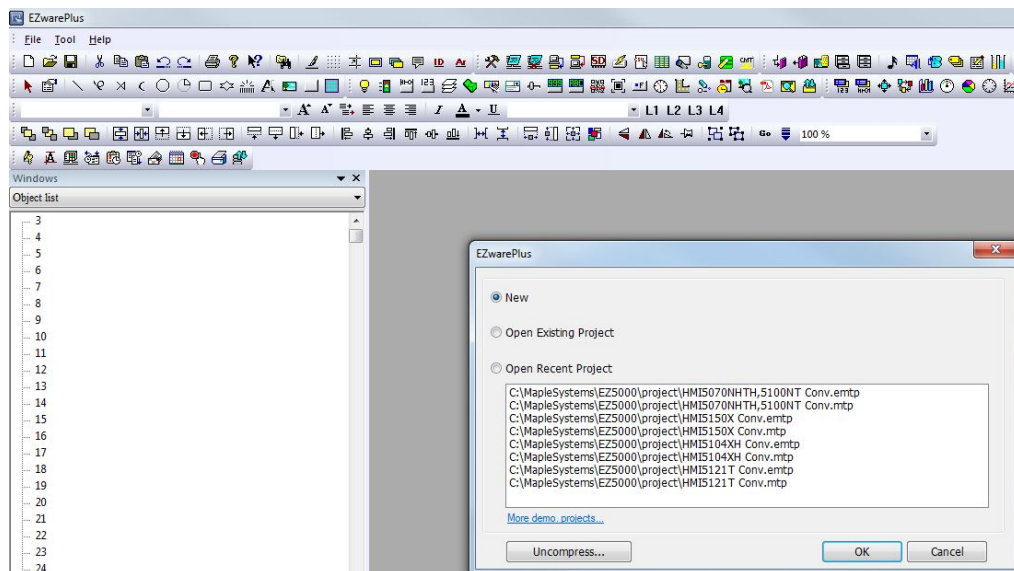 EZwarePlus
File Tool Help
L1 L2 L3 L4
Go 100 %
Windows
Object list
3
4
5
6
7
8
9
10
11
12
13
14
15
16
17
18
19
20
21
22
23
24
EZwarePlus
New
Open Existing Project
Open Recent Project
C:\MapleSystems\EZ5000\project\HMI5070NHTH,5100NT Conv.emtp
C:\MapleSystems\EZ5000\project\HMI5070NHTH,5100NT Conv.mtp
C:\MapleSystems\EZ5000\project\HMI5150X Conv.emtp
C:\MapleSystems\EZ5000\project\HMI5150X Conv.mtp
C:\MapleSystems\EZ5000\project\HMI5104XH Conv.emtp
C:\MapleSystems\EZ5000\project\HMI5104XH Conv.mtp
C:\MapleSystems\EZ5000\project\HMI5121T Conv.emtp
C:\MapleSystems\EZ5000\project\HMI5121T Conv.mtp
More demo. projects...
Uncompress... OK Cancel